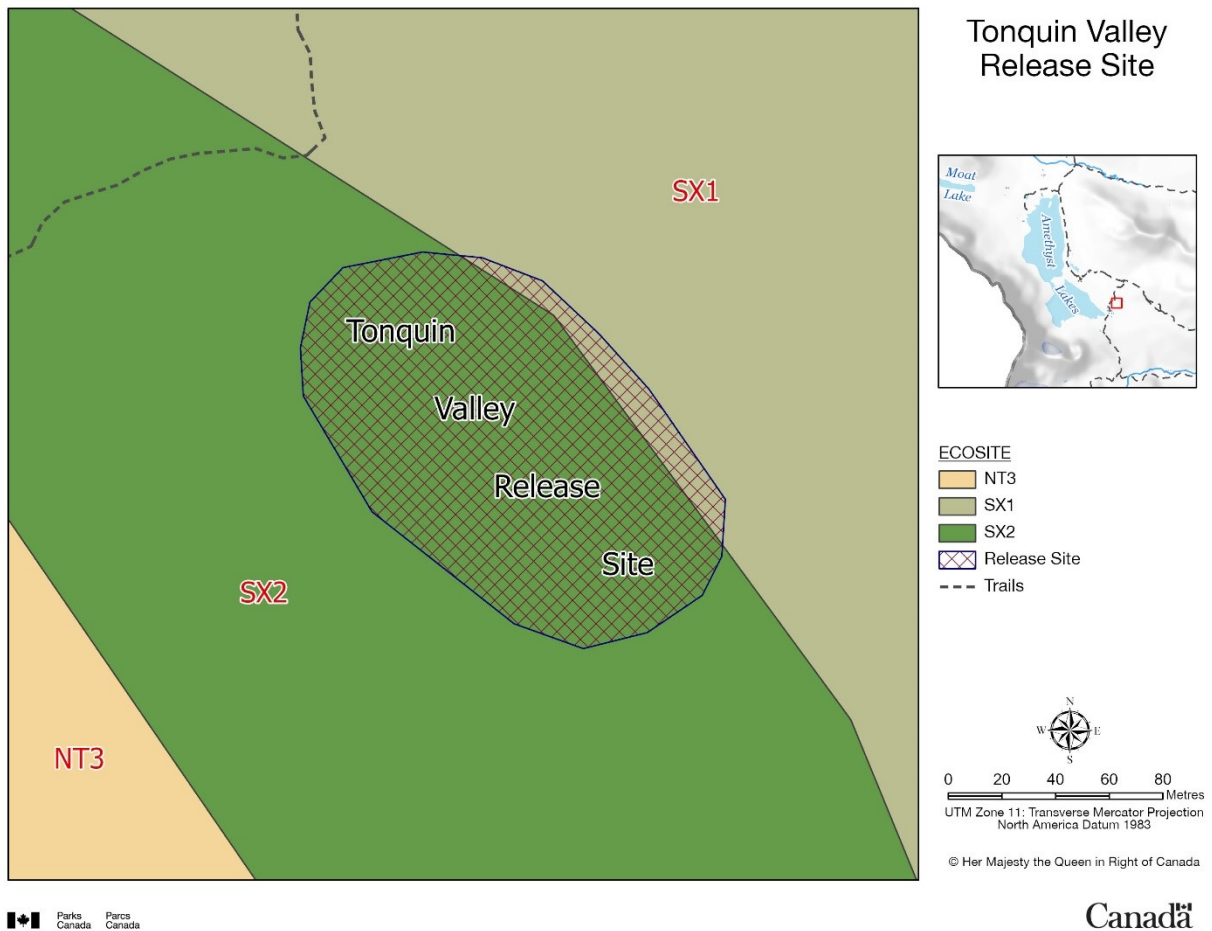 Tonquin Valley
Release Site
SX1
Moat
Lake
Amethyst
Lakes
Tonquin
Valley
Release
Site
ECOSITE
NT3
SX1
SX2
Release Site
Trails
SX2
NT3
N
W E
S
0 20 40 60 80
Metres
UTM Zone 11: Transverse Mercator Projection
North America Datum 1983
© Her Majesty the Queen in Right of Canada
Parks Parcs
Canada Canada
Canada